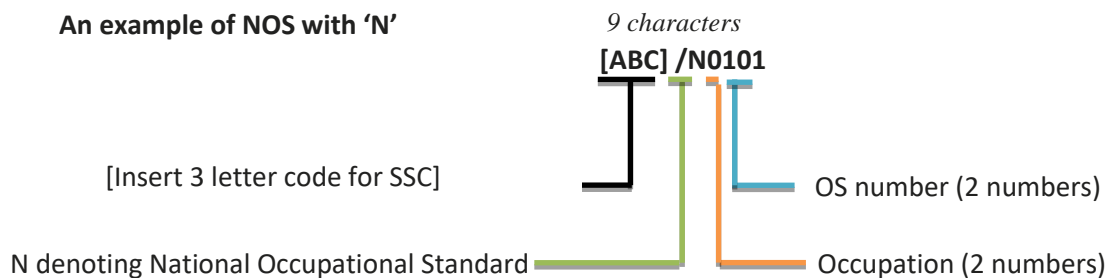 An example of NOS with ‘N’
9 characters
[ABC] /N0101
[Insert 3 letter code for SSC]
OS number (2 numbers)
N denoting National Occupational Standard
Occupation (2 numbers)